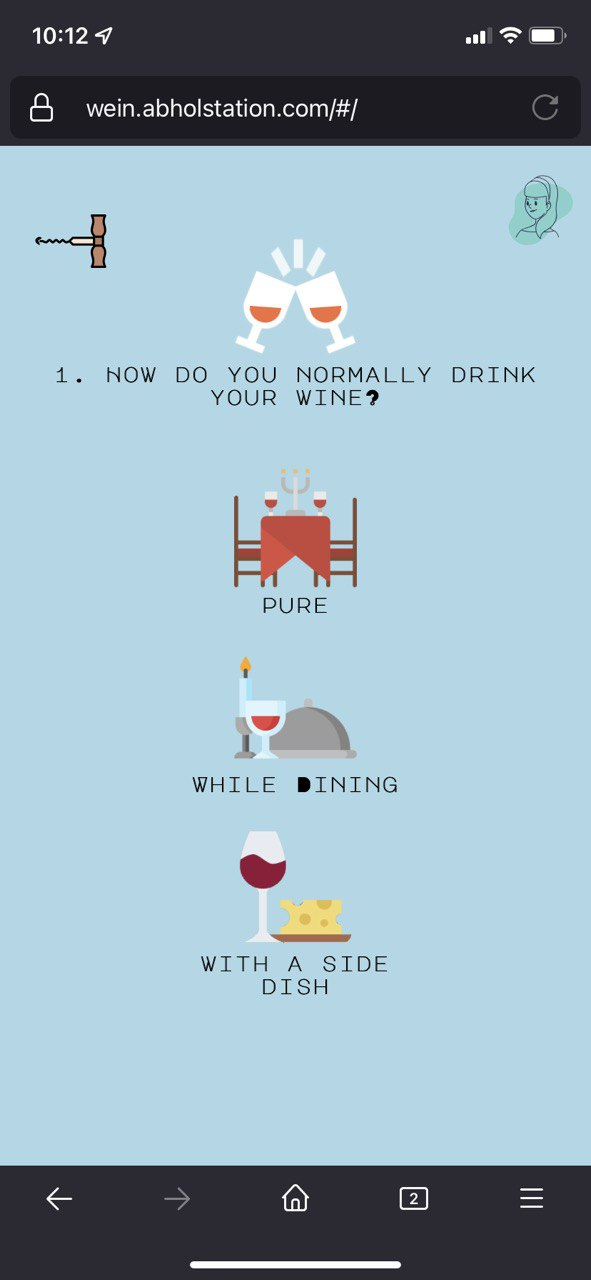 10:12
wein.abholstation.com/#/
1. HOW DO YOU NORMALLY DRINK
YOUR WINE?
PURE
WHILE DINING
WITH A SIDE
DISH
2